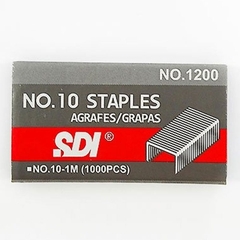 NO.1200
NO.10 STAPLES
AGRAFES/GRAPAS
SDI®
■NO.10-1M (1000PCS)